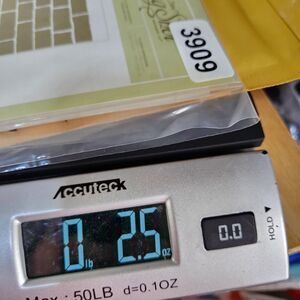 3909
Accuteck
0 lb 2.5 oz
0.0
HOLD
Max : 50LB d=0.1OZ